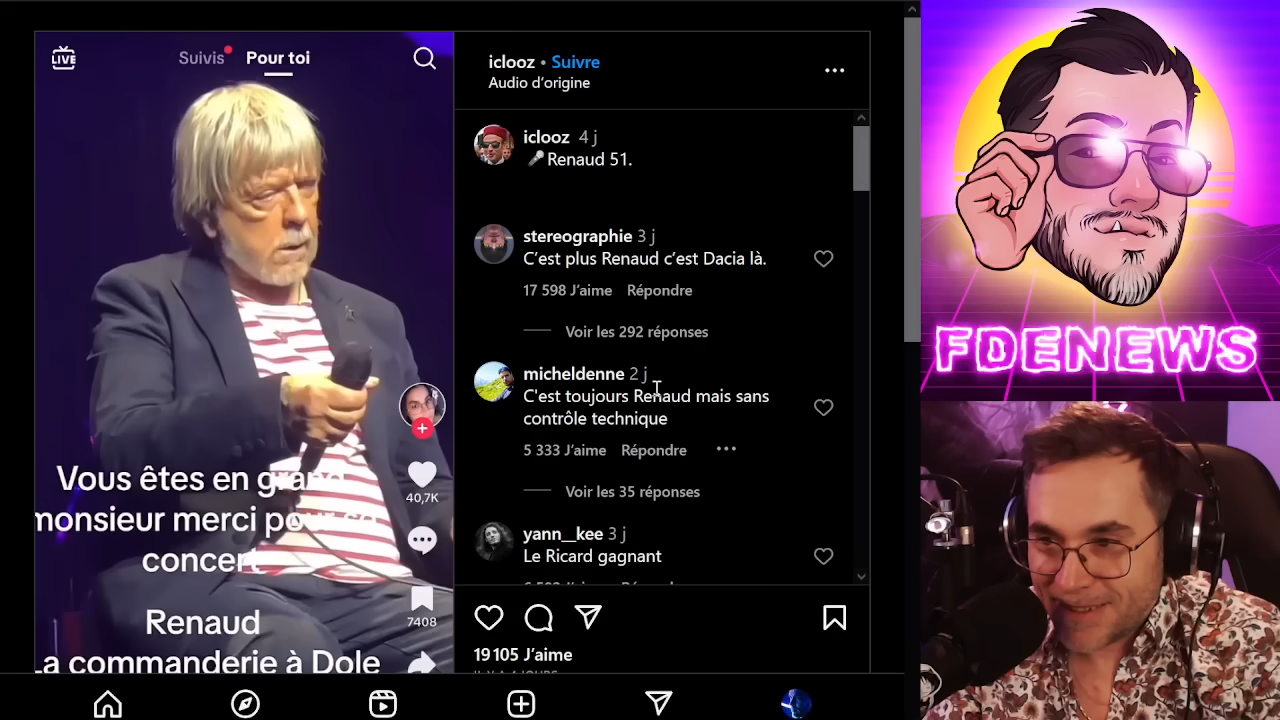 LIVE
Suivis
Pour toi
iclooz • Suivre
Audio d'origine
iclooz 4 j
🎤Renaud 51.
stereographie 3 j
C'est plus Renaud c'est Dacia là.
17 598 J'aime Répondre
Voir les 292 réponses
micheldenne 2 j
C'est toujours Renaud mais sans
contrôle technique
5 333 J'aime Répondre
Voir les 35 réponses
yann__kee 3 j
Le Ricard gagnant
19 105 J'aime
40,7K
7408
Vous êtes en grand
monsieur merci pour
concert
Renaud
La commanderie à Dole
FDENEWS